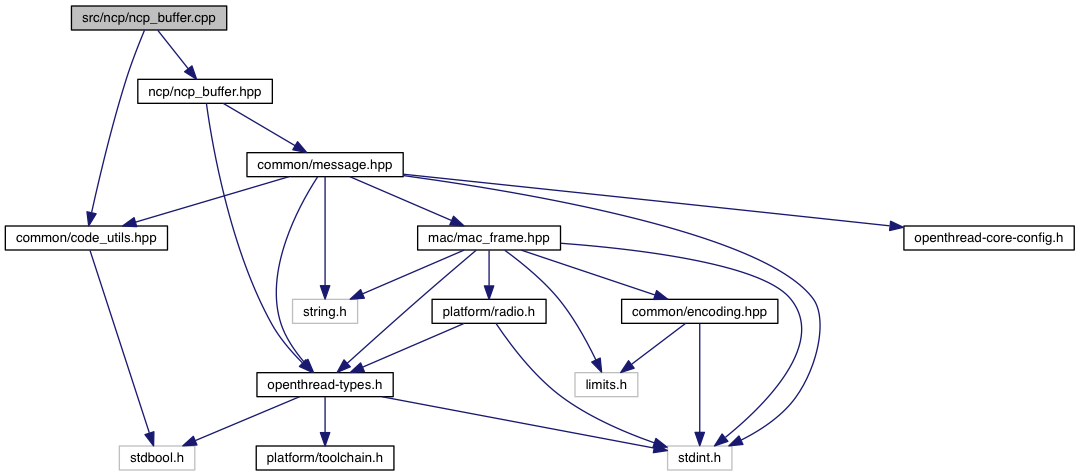 src/ncp/ncp_buffer.cpp
ncp/ncp_buffer.hpp
common/message.hpp
common/code_utils.hpp
mac/mac_frame.hpp
openthread-core-config.h
string.h
platform/radio.h
common/encoding.hpp
openthread-types.h
limits.h
stdbool.h
platform/toolchain.h
stdint.h